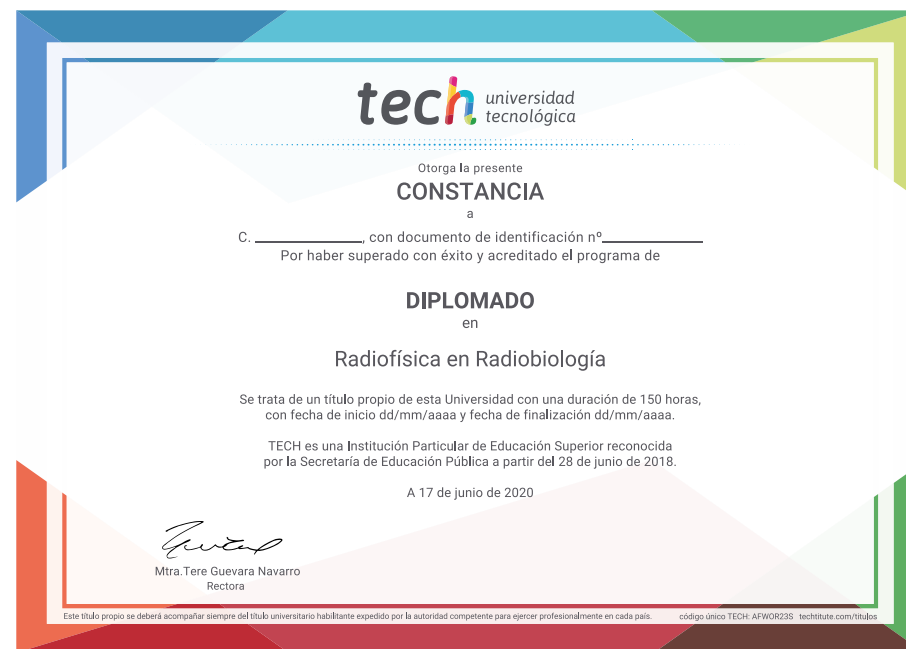 tech universidad
tecnológica
Otorga la presente
CONSTANCIA
a
C. ______________, con documento de identificación nº_____________
Por haber superado con éxito y acreditado el programa de
DIPLOMADO
en
Radiofísica en Radiobiología
Se trata de un título propio de esta Universidad con una duración de 150 horas,
con fecha de inicio dd/mm/aaaa y fecha de finalización dd/mm/aaaa.
TECH es una Institución Particular de Educación Superior reconocida
por la Secretaría de Educación Pública a partir del 28 de junio de 2018.
A 17 de junio de 2020
Mtra.Tere Guevara Navarro
Rectora
Este título propio se deberá acompañar siempre del título universitario habilitante expedido por la autoridad competente para ejercer profesionalmente en cada país. código único TECH: AFWOR23S techtitute.com/titulos